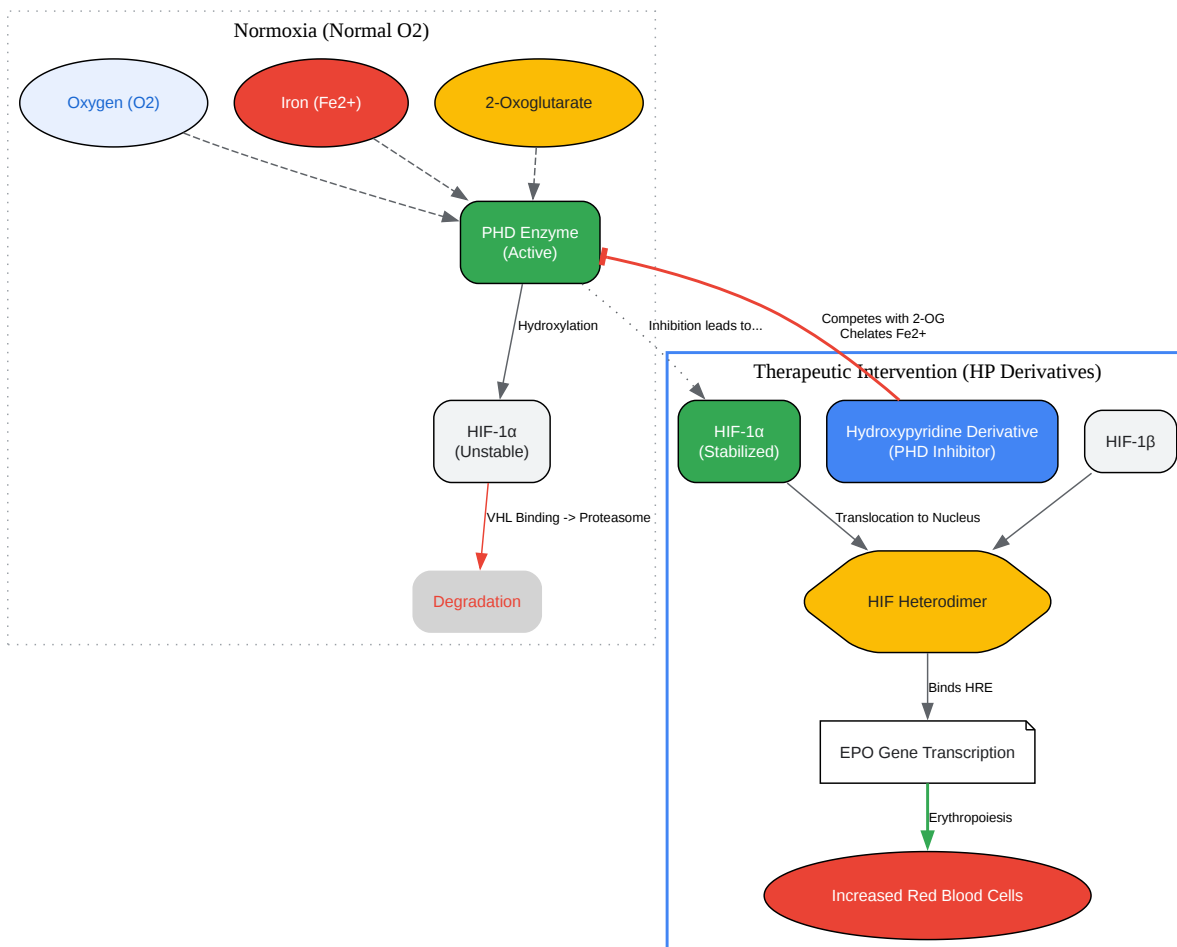 Normoxia (Normal O2)
Oxygen (O2)
Iron (Fe2+)
2-Oxoglutarate
PHD Enzyme
(Active)
Hydroxylation
Inhibition leads to...
Competes with 2-OG
Chelates Fe2+
Therapeutic Intervention (HP Derivatives)
HIF-1α
(Unstable)
HIF-1α
(Stabilized)
Hydroxypyridine Derivative
(PHD Inhibitor)
HIF-1β
VHL Binding -> Proteasome
Translocation to Nucleus
Degradation
HIF Heterodimer
Binds HRE
EPO Gene Transcription
Erythropoiesis
Increased Red Blood Cells